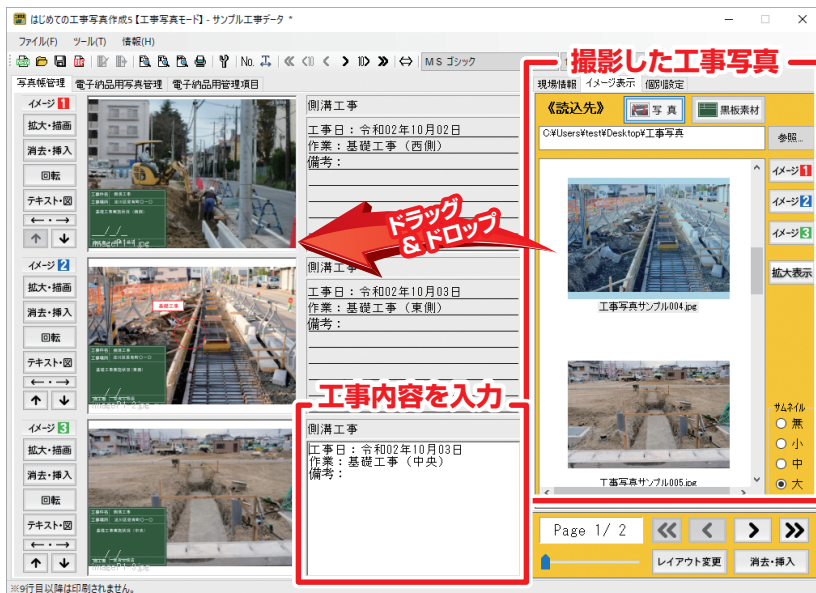 はじめての工事写真作成5【工事写真モード】- サンプル工事データ *
ファイル(F) ツール(T) 情報(H)
No.
MS ゴシック
撮影した工事写真
写真帳管理 電子納品用写真管理 電子納品用管理項目
現場情報 イメージ表示 個別設定
イメージ 1
拡大・描画
消去・挿入
回転
テキスト・図
側溝工事
工事日：令和02年10月02日
作業：基礎工事（西側）
備考：
《読込先》 写 真 黒板素材
C:¥Users¥test¥Desktop¥工事写真 参照...
イメージ 1
イメージ 2
イメージ 3
拡大表示
ドラッグ
＆ドロップ
工事写真サンプル004.jpg
イメージ 2
拡大・描画
消去・挿入
回転
テキスト・図
基礎工事
側溝工事
工事日：令和02年10月03日
作業：基礎工事（東側）
備考：
工事内容を入力
イメージ 3
拡大・描画
消去・挿入
回転
テキスト・図
側溝工事
工事日：令和02年10月03日
作業：基礎工事（中央）
備考：
工事写真サンプル005.jpg
サムネイル
無
小
中
大
Page 1/ 2
レイアウト変更 消去・挿入
※9行目以降は印刷されません。